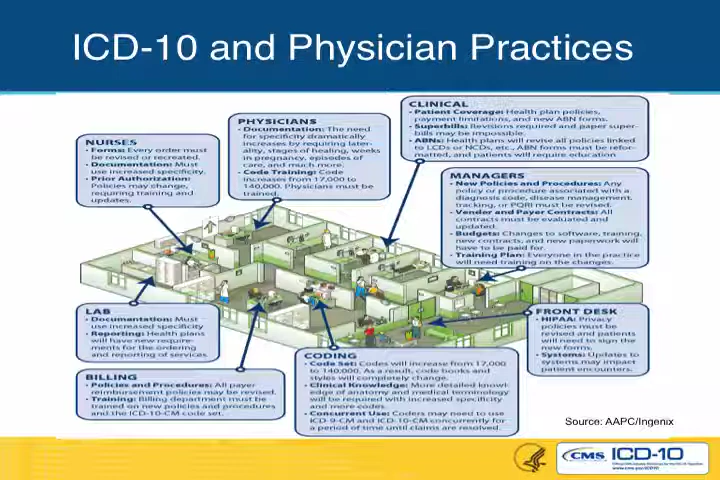 ICD-10 and Physician Practices
NURSES
• Forms: Every order must
be revised or recreated.
• Documentation: Must
use increased specificity.
• Prior Authorization:
Policies may change,
requiring training and
updates.
PHYSICIANS
• Documentation: The need
for specificity dramatically
increases by requiring later-
ality, stages of healing, weeks
in pregnancy, episodes of
care, and much more.
• Code Training: Code
increases from 17,000 to
140,000. Physicians must be
trained.
CLINICAL
• Patient Coverage: Health plan policies,
payment limitations, and new ABN forms.
• Superbills: Revisions required and paper super-
bills may be impossible.
• ABNs: Health plans will revise all policies linked
to LCDs or NCDs, etc., ABN forms must be refor-
matted, and patients will require education
MANAGERS
• New Policies and Procedures: Any
policy or procedure associated with a
diagnosis code, disease management,
tracking, or PQRI must be revised.
• Vendor and Payer Contracts: All
contracts must be evaluated and
updated.
• Budgets: Changes to software, training,
new contracts, and new paperwork will
have to be paid for.
• Training Plan: Everyone in the practice
will need training on the changes.
LAB
• Documentation: Must
use increased specificity
• Reporting: Health plans
will have new require-
ments for the ordering
and reporting of services.
BILLING
• Policies and Procedures: All payer
reimbursement policies may be revised.
• Training: Billing department must be
trained on new policies and procedures
and the ICD-10-CM code set.
CODING
• Code Set: Codes will increase from 17,000
to 140,000. As a result, code books and
styles will completely change.
• Clinical Knowledge: More detailed knowl-
edge of anatomy and medical terminology
will be required with increased specificity
and more codes.
• Concurrent Use: Coders may need to use
ICD-9-CM and ICD-10-CM concurrently for
a period of time until claims are resolved.
FRONT DESK
• HIPAA: Privacy
policies must be
revised and patients
will need to sign the
new forms.
• Systems: Updates to
systems may impact
patient encounters.
Source: AAPC/Ingenix
CMS ICD-10
www.cms.gov/ICD10